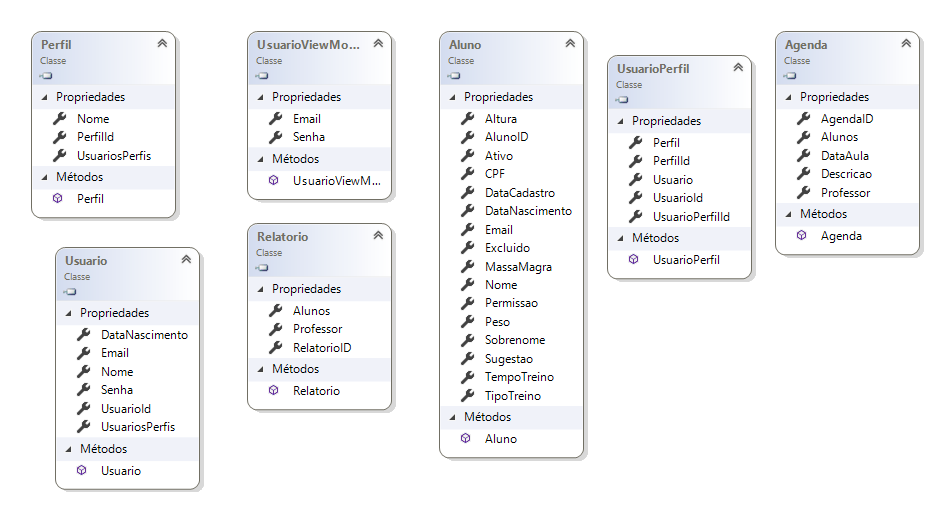 Perfil
Classe
Propriedades
Nome
PerfilId
UsuariosPerfis
Métodos
Perfil
UsuarioViewMo...
Classe
Propriedades
Email
Senha
Métodos
UsuarioViewM...
Aluno
Classe
Propriedades
Altura
AlunoID
Ativo
CPF
DataCadastro
DataNascimento
Email
Excluido
MassaMagra
Nome
Permissao
Peso
Sobrenome
Sugestao
TempoTreino
TipoTreino
Métodos
Aluno
UsuarioPerfil
Classe
Propriedades
Perfil
PerfilId
Usuario
UsuarioId
UsuarioPerfilId
Métodos
UsuarioPerfil
Agenda
Classe
Propriedades
AgendaID
Alunos
DataAula
Descricao
Professor
Métodos
Agenda
Usuario
Classe
Propriedades
DataNascimento
Email
Nome
Senha
UsuarioId
UsuariosPerfis
Métodos
Usuario
Relatorio
Classe
Propriedades
Alunos
Professor
RelatorioID
Métodos
Relatorio